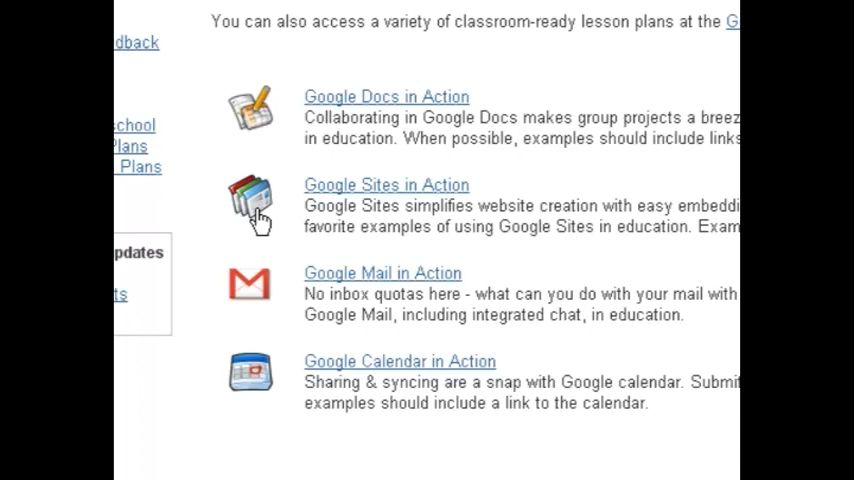 You can also access a variety of classroom-ready lesson plans at the G
dback
Google Docs in Action
Collaborating in Google Docs makes group projects a breez
in education. When possible, examples should include links
chool
Plans
Plans
Google Sites in Action
Google Sites simplifies website creation with easy embeddi
favorite examples of using Google Sites in education. Exam
pdates
ts
Google Mail in Action
No inbox quotas here - what can you do with your mail with
Google Mail, including integrated chat, in education.
Google Calendar in Action
Sharing & syncing are a snap with Google calendar. Submit
examples should include a link to the calendar.